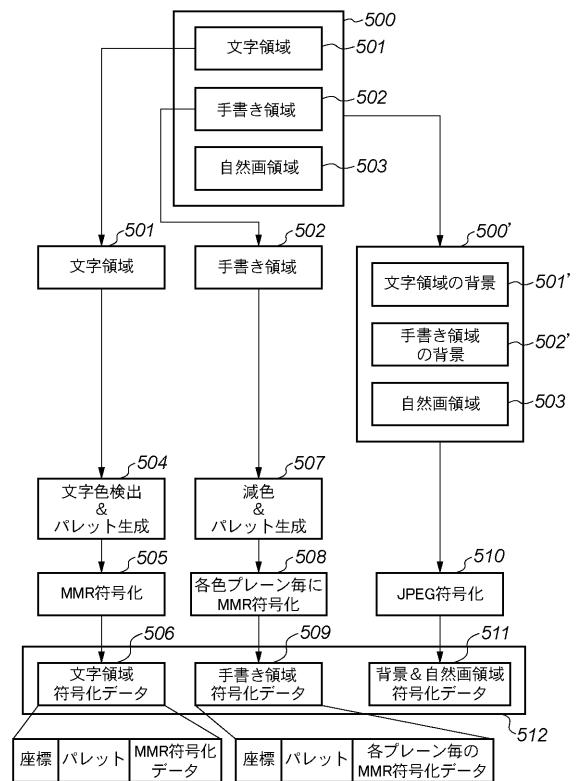 500
文字領域
501
手書き領域
502
自然画領域
503
501
文字領域
502
手書き領域
500'
文字領域の背景
501'
手書き領域
の背景
502'
自然画領域
503
504
文字色検出
&
パレット生成
507
減色
&
パレット生成
505
MMR符号化
508
各色プレーン毎に
MMR符号化
510
JPEG符号化
506
文字領域
符号化データ
509
手書き領域
符号化データ
511
背景&自然画領域
符号化データ
512
座標
パレット
MMR符号化
データ
座標
パレット
各プレーン毎の
MMR符号化データ